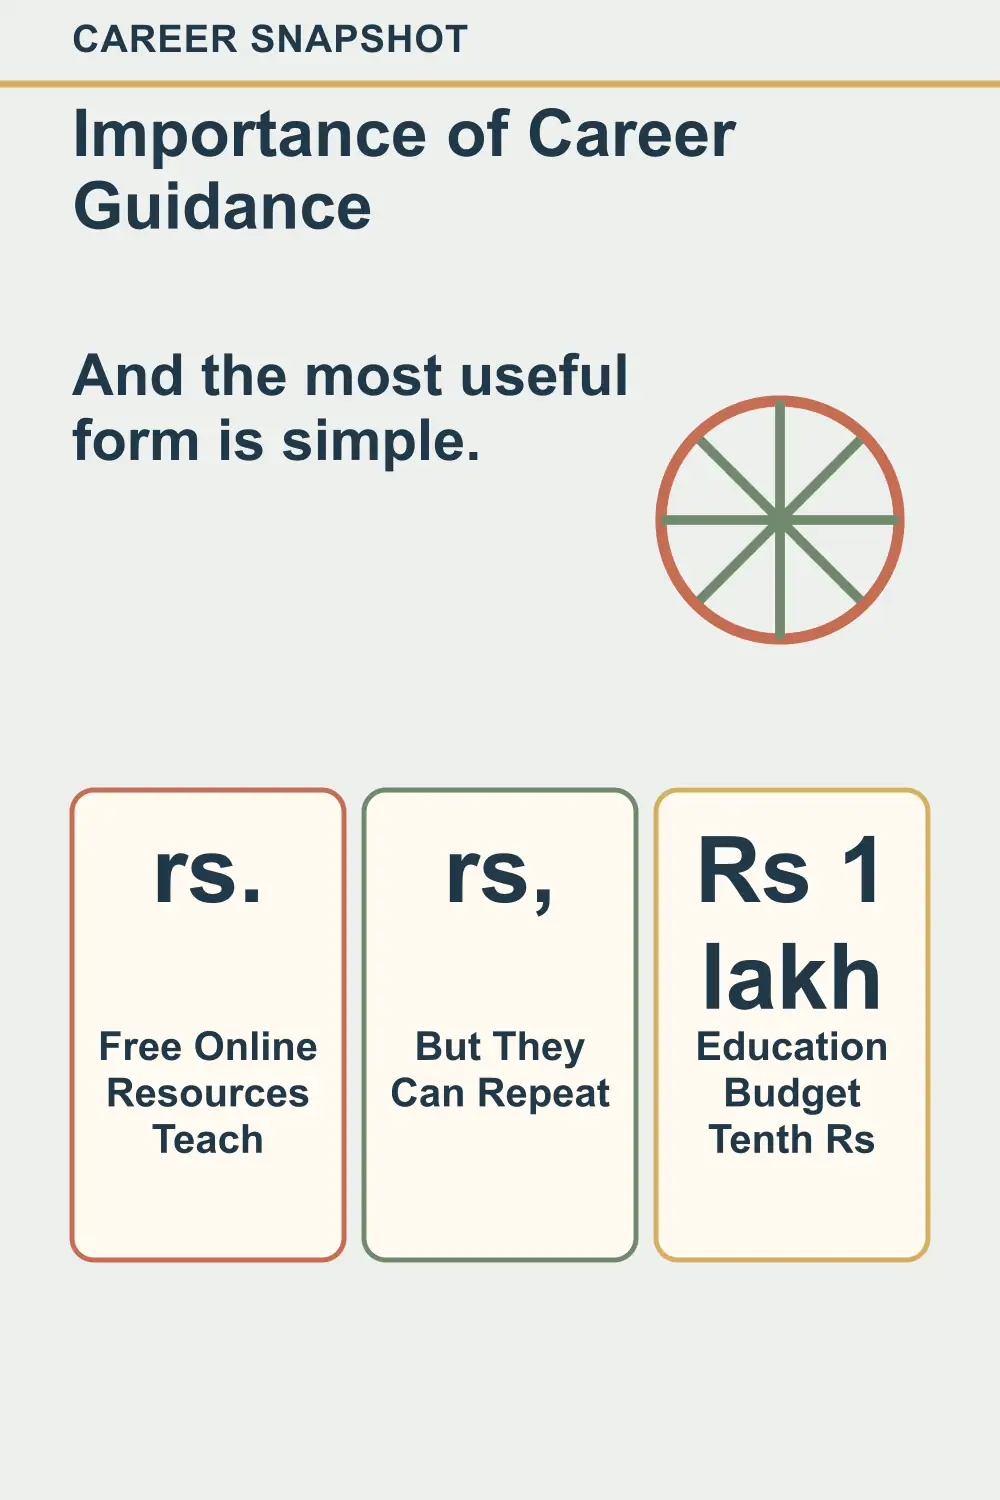 CAREER SNAPSHOT
Importance of Career
Guidance
And the most useful
form is simple.
rs.
Free Online
Resources
Teach
rs,
But They
Can Repeat
Rs 1
lakh
Education
Budget
Tenth Rs